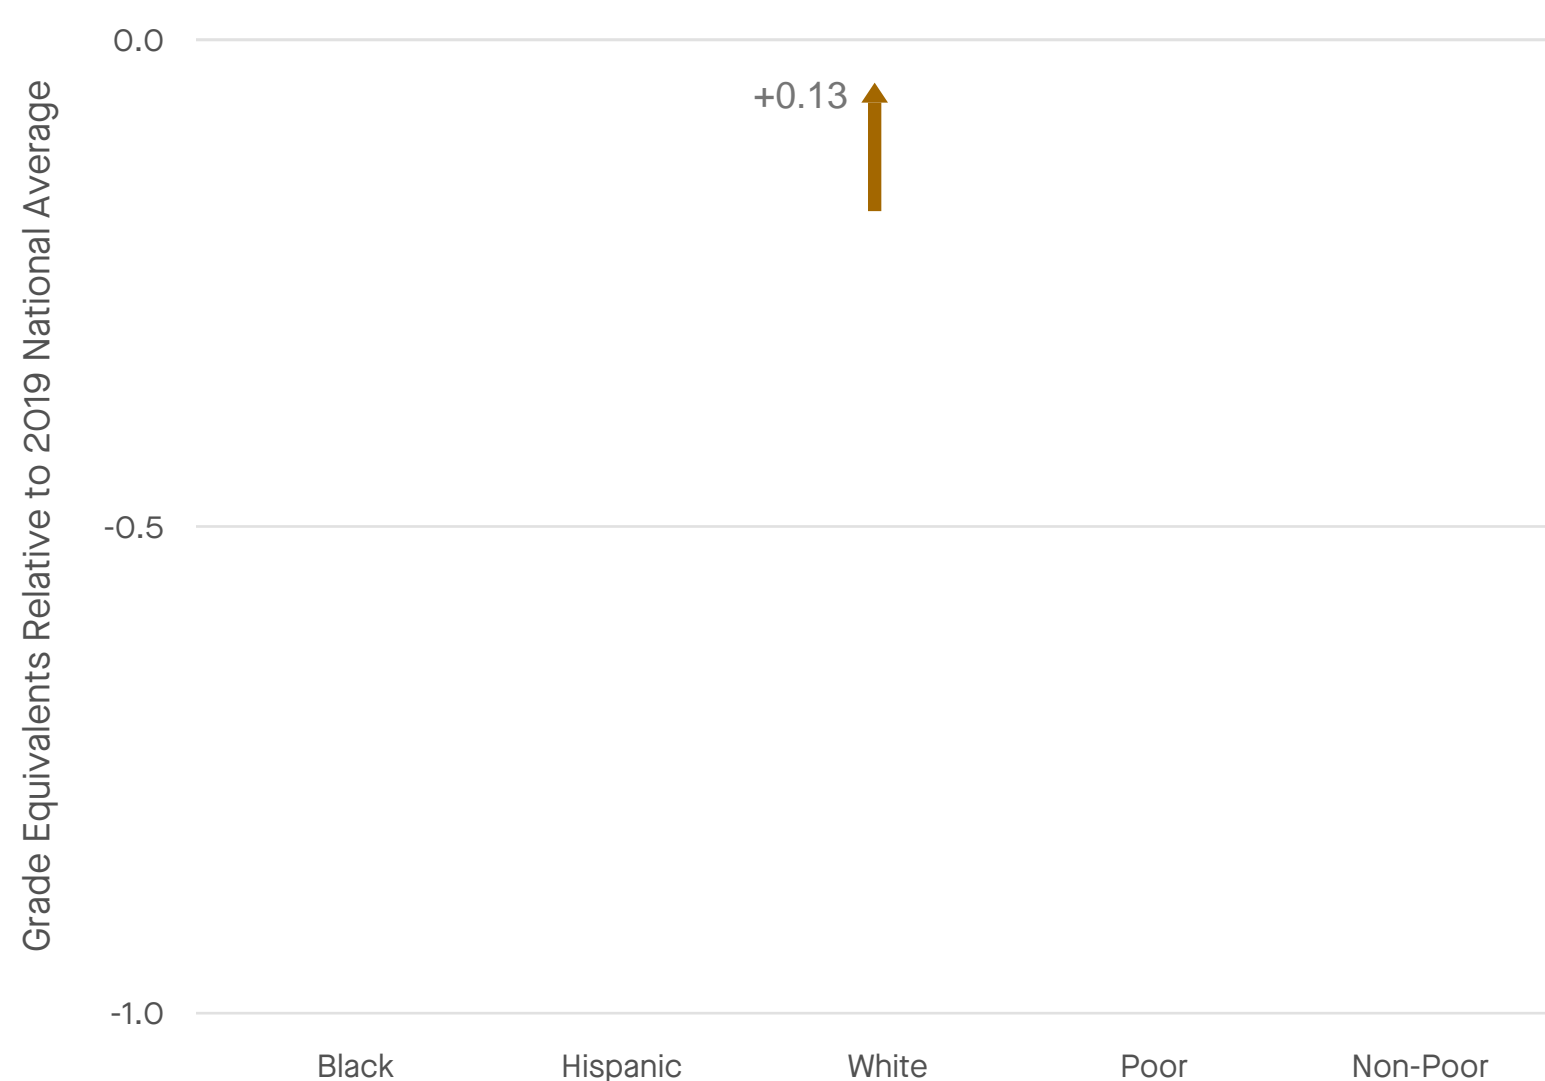 Grade Equivalents Relative to 2019 National Average
0.0
+0.13
-0.5
-1.0
Black Hispanic White Poor Non-Poor